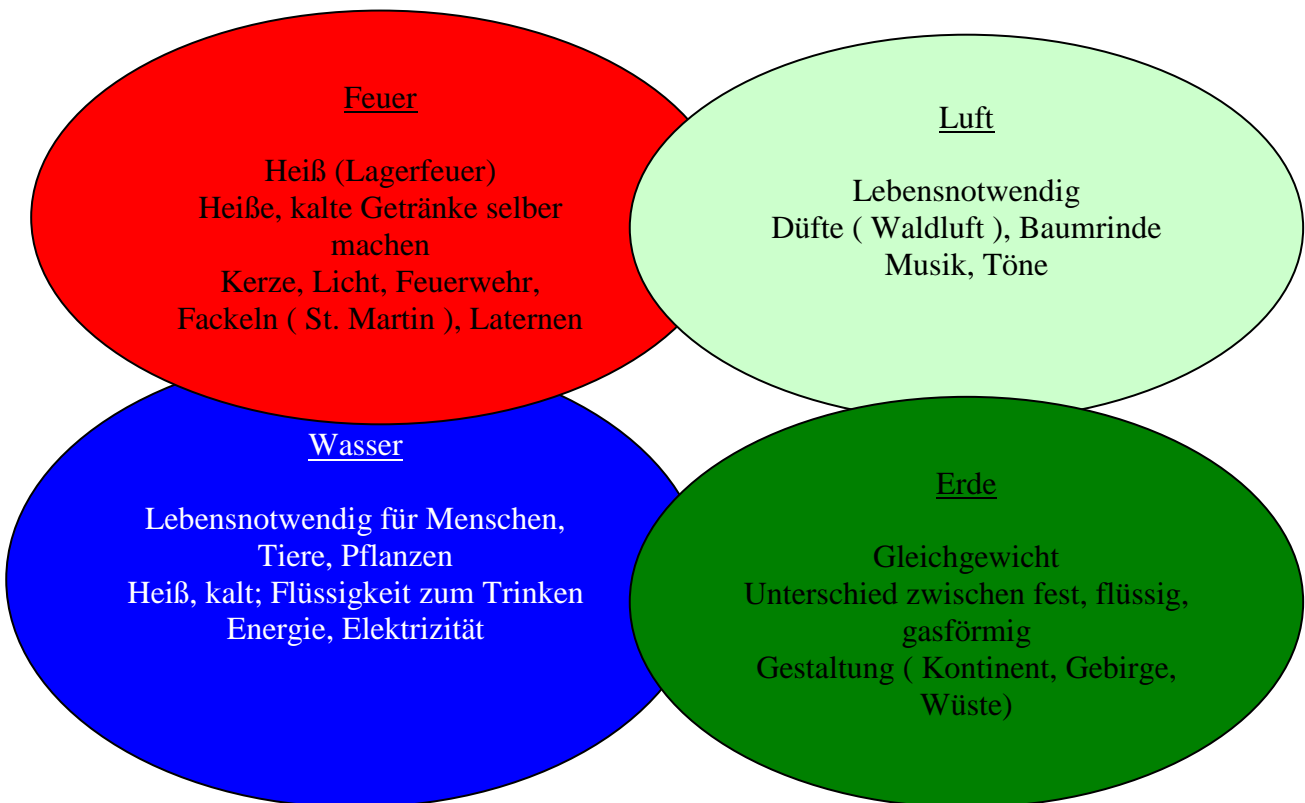 Feuer
Heiß (Lagerfeuer)
Heiße, kalte Getränke selber
machen
Kerze, Licht, Feuerwehr,
Fackeln ( St. Martin ), Laternen
Luft
Lebensnotwendig
Düfte ( Waldluft ), Baumrinde
Musik, Töne
Wasser
Lebensnotwendig für Menschen,
Tiere, Pflanzen
Heiß, kalt; Flüssigkeit zum Trinken
Energie, Elektrizität
Erde
Gleichgewicht
Unterschied zwischen fest, flüssig,
gasförmig
Gestaltung ( Kontinent, Gebirge,
Wüste)